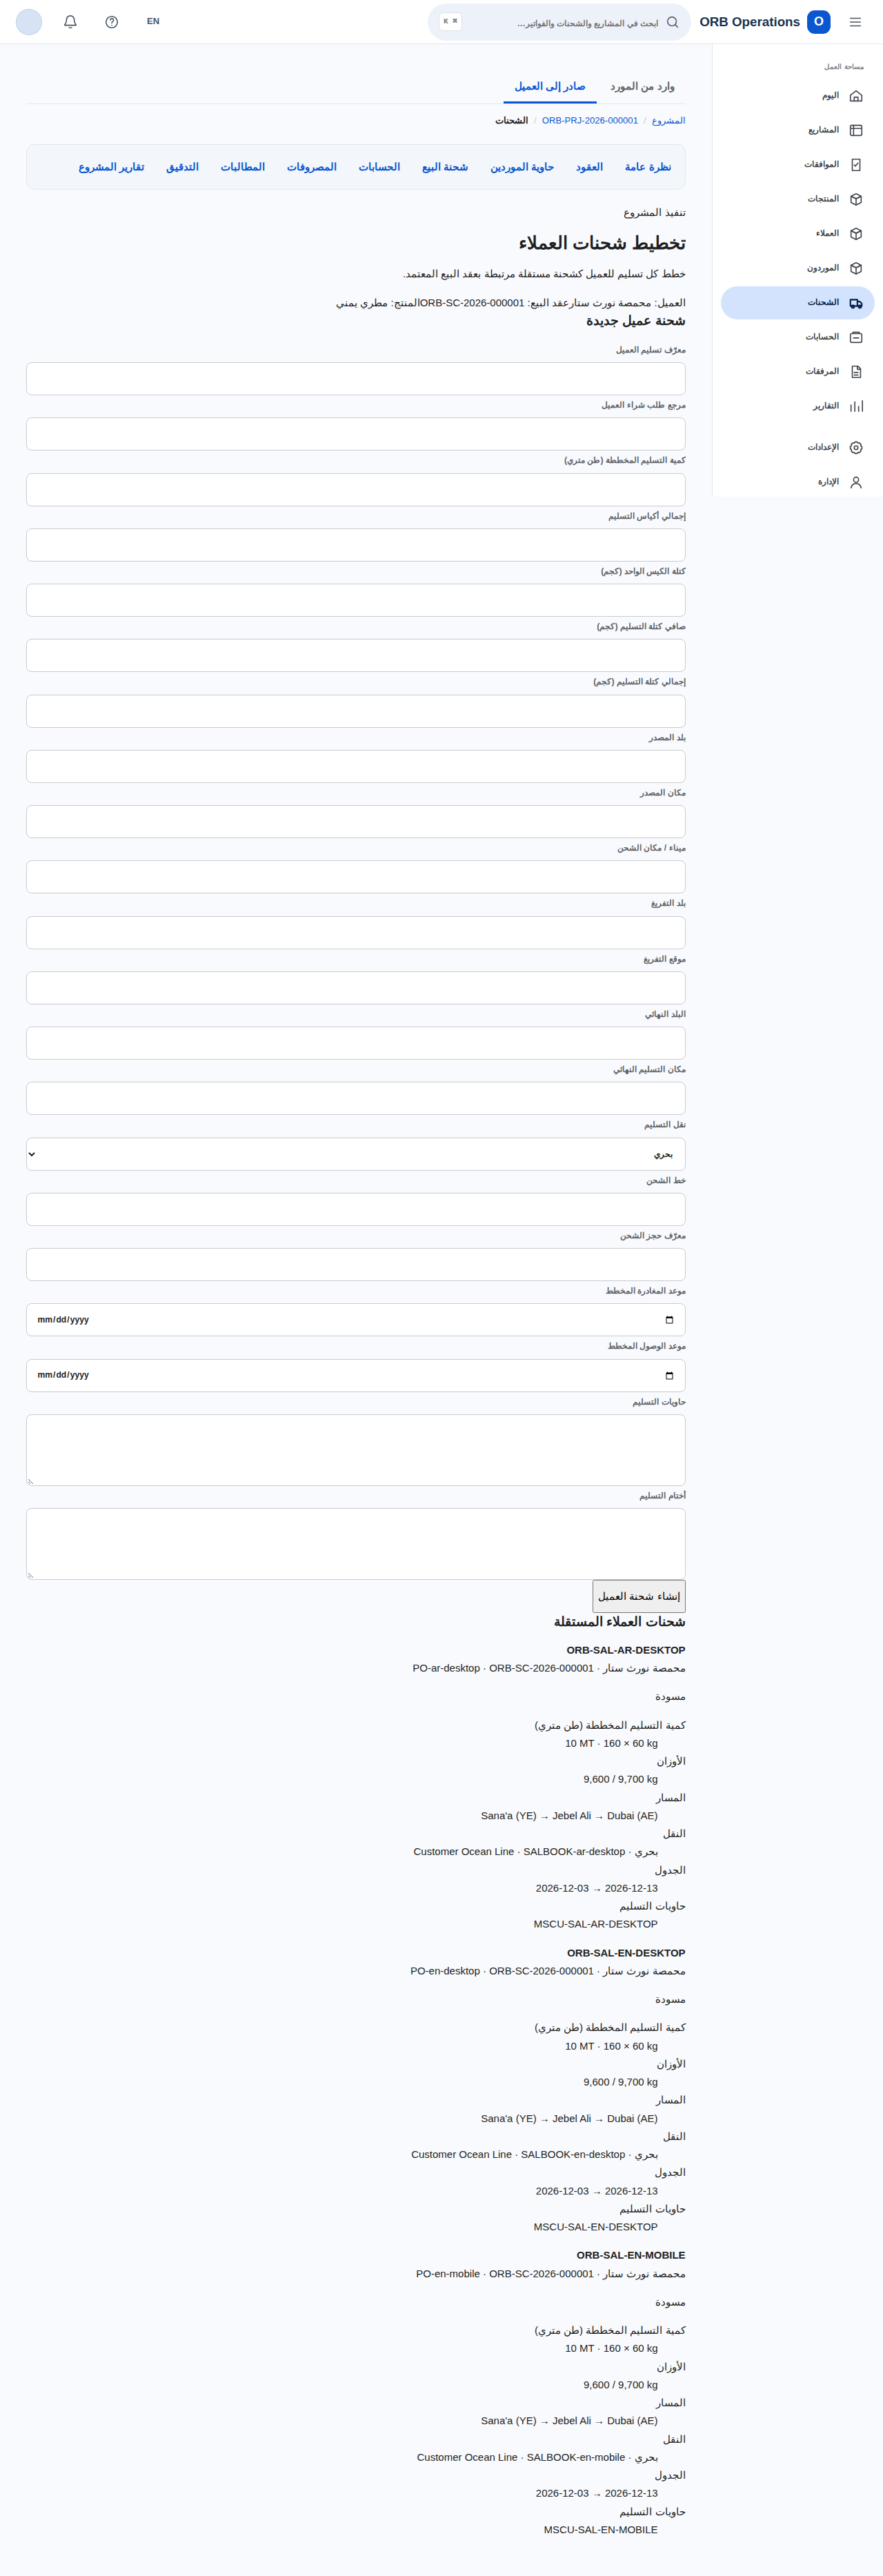 O
ORB Operations
ابحث في المشاريع والشحنات والفواتير...
⌘ K
EN
مساحة العمل
اليوم
المشاريع
الموافقات
المنتجات
العملاء
الموردون
الشحنات
الحسابات
المرفقات
التقارير
الإعدادات
الإدارة
وارد من المورد
صادر إلى العميل
المشروع / ORB-PRJ-2026-000001 / الشحنات
نظرة عامة
العقود
حاوية الموردين
شحنة البيع
الحسابات
المصروفات
المطالبات
التدقيق
تقارير المشروع
تنفيذ المشروع
تخطيط شحنات العملاء
خطط كل تسليم للعميل كشحنة مستقلة مرتبطة بعقد البيع المعتمد.
العميل: محمصة نورث ستارعقد البيع: ORB-SC-2026-000001المنتج: مطري يمني
شحنة عميل جديدة
معرّف تسليم العميل
مرجع طلب شراء العميل
كمية التسليم المخططة (طن متري)
إجمالي أكياس التسليم
كتلة الكيس الواحد (كجم)
صافي كتلة التسليم (كجم)
إجمالي كتلة التسليم (كجم)
بلد المصدر
مكان المصدر
ميناء / مكان الشحن
بلد التفريغ
موقع التفريغ
البلد النهائي
مكان التسليم النهائي
نقل التسليم
بحري
خط الشحن
معرّف حجز الشحن
موعد المغادرة المخطط
mm/dd/yyyy
موعد الوصول المخطط
mm/dd/yyyy
حاويات التسليم
أختام التسليم
إنشاء شحنة العميل
شحنات العملاء المستقلة
ORB-SAL-AR-DESKTOP
محمصة نورث ستار · PO-ar-desktop · ORB-SC-2026-000001
مسودة
كمية التسليم المخططة (طن متري)
10 MT · 160 × 60 kg
الأوزان
9,600 / 9,700 kg
المسار
Sana'a (YE) → Jebel Ali → Dubai (AE)
النقل
بحري · Customer Ocean Line · SALBOOK-ar-desktop
الجدول
2026-12-03 → 2026-12-13
حاويات التسليم
MSCU-SAL-AR-DESKTOP
ORB-SAL-EN-DESKTOP
محمصة نورث ستار · PO-en-desktop · ORB-SC-2026-000001
مسودة
كمية التسليم المخططة (طن متري)
10 MT · 160 × 60 kg
الأوزان
9,600 / 9,700 kg
المسار
Sana'a (YE) → Jebel Ali → Dubai (AE)
النقل
بحري · Customer Ocean Line · SALBOOK-en-desktop
الجدول
2026-12-03 → 2026-12-13
حاويات التسليم
MSCU-SAL-EN-DESKTOP
ORB-SAL-EN-MOBILE
محمصة نورث ستار · PO-en-mobile · ORB-SC-2026-000001
مسودة
كمية التسليم المخططة (طن متري)
10 MT · 160 × 60 kg
الأوزان
9,600 / 9,700 kg
المسار
Sana'a (YE) → Jebel Ali → Dubai (AE)
النقل
بحري · Customer Ocean Line · SALBOOK-en-mobile
الجدول
2026-12-03 → 2026-12-13
حاويات التسليم
MSCU-SAL-EN-MOBILE